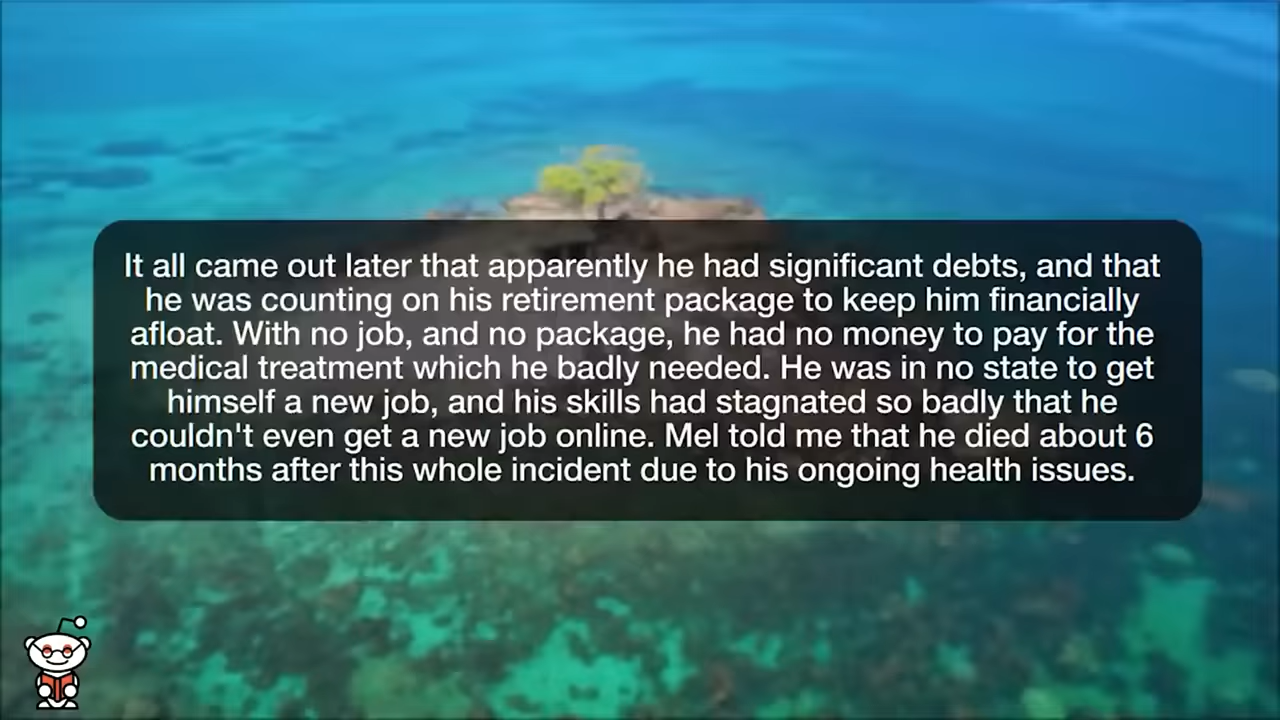 It all came out later that apparently he had significant debts, and that
he was counting on his retirement package to keep him financially
afloat. With no job, and no package, he had no money to pay for the
medical treatment which he badly needed. He was in no state to get
himself a new job, and his skills had stagnated so badly that he
couldn't even get a new job online. Mel told me that he died about 6
months after this whole incident due to his ongoing health issues.